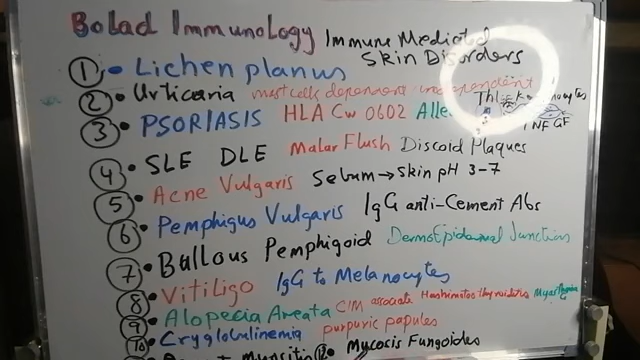 Bolad Immunology Immune Mediated
Skin Disorders
1 • Lichen planus
2 • Urticaria mast cells dependent independent
3 • PSORIASIS HLA Cw 0602 Th1
TNF GF
4 • SLE DLE Malar Flush Discoid Plaques
5 • Acne Vulgaris Sebum → skin pH 3-7
6 • Pemphigus Vulgaris IgG anti-Cement Abs
7 • Bullous Pemphigoid DermoEpidermal Junction
8 • Vitiligo IgG to Melanocytes
9 • Alopecia Areata CIM associate Hashimotos thyroiditis
10 • Cryglobulinemia purpuric papules
12 • Mycosis Fungoides